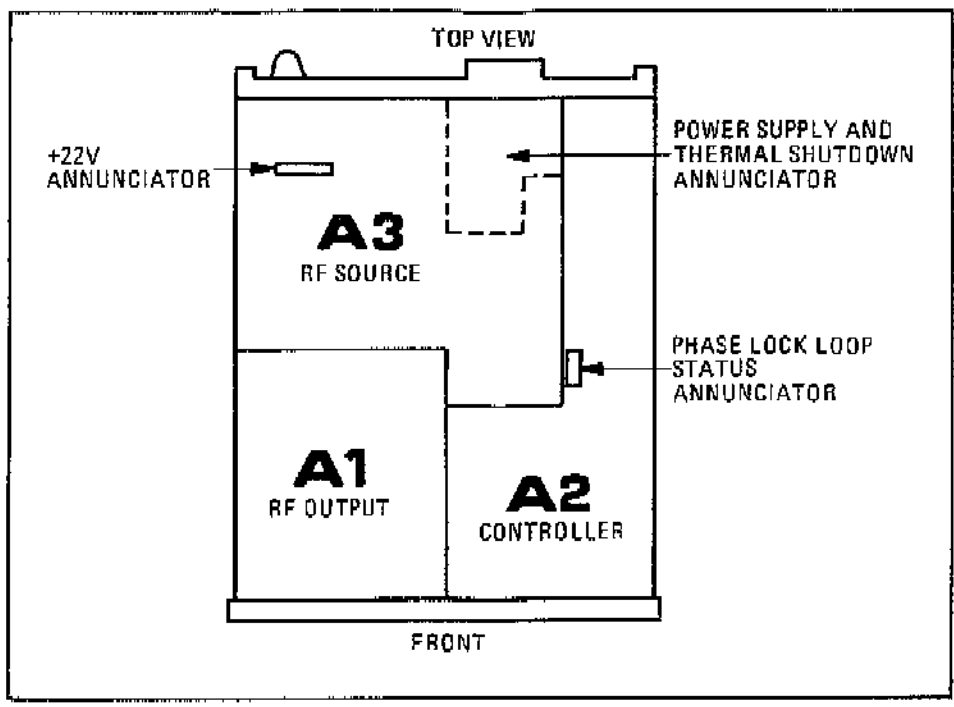 TOP VIEW
+22V
ANNUNCIATOR
POWER SUPPLY AND
THERMAL SHUTDOWN
ANNUNCIATOR
A3
RF SOURCE
PHASE LOCK LOOP
STATUS
ANNUNCIATOR
A1
RF OUTPUT
A2
CONTROLLER
FRONT